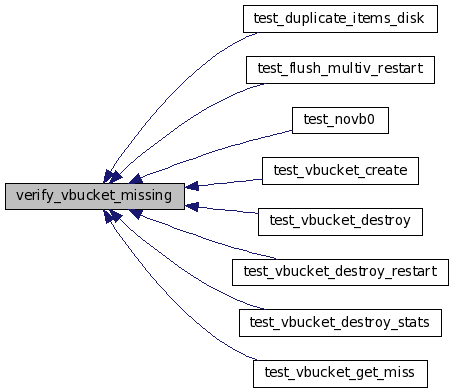 test_duplicate_items_disk
test_flush_multiv_restart
test_novb0
test_vbucket_create
verify_vbucket_missing
test_vbucket_destroy
test_vbucket_destroy_restart
test_vbucket_destroy_stats
test_vbucket_get_miss